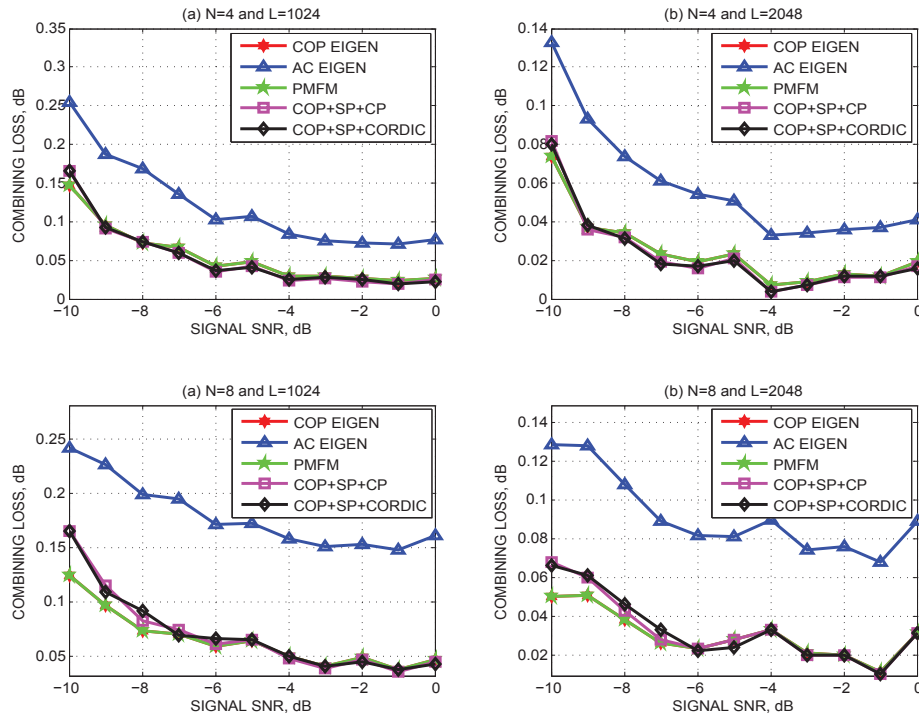 (a) N=4 and L=1024
0.35
0.3
0.25
0.2
0.15
0.1
0.05
0
COMBINING LOSS, dB
COP EIGEN
AC EIGEN
PMFM
COP+SP+CP
COP+SP+CORDIC
−10 −8 −6 −4 −2 0
SIGNAL SNR, dB
(b) N=4 and L=2048
0.14
0.12
0.1
0.08
0.06
0.04
0.02
0
COMBINING LOSS, dB
COP EIGEN
AC EIGEN
PMFM
COP+SP+CP
COP+SP+CORDIC
−10 −8 −6 −4 −2 0
SIGNAL SNR, dB
(a) N=8 and L=1024
0.25
0.2
0.15
0.1
0.05
COMBINING LOSS, dB
COP EIGEN
AC EIGEN
PMFM
COP+SP+CP
COP+SP+CORDIC
−10 −8 −6 −4 −2 0
SIGNAL SNR, dB
(b) N=8 and L=2048
0.14
0.12
0.1
0.08
0.06
0.04
0.02
COMBINING LOSS, dB
COP EIGEN
AC EIGEN
PMFM
COP+SP+CP
COP+SP+CORDIC
−10 −8 −6 −4 −2 0
SIGNAL SNR, dB